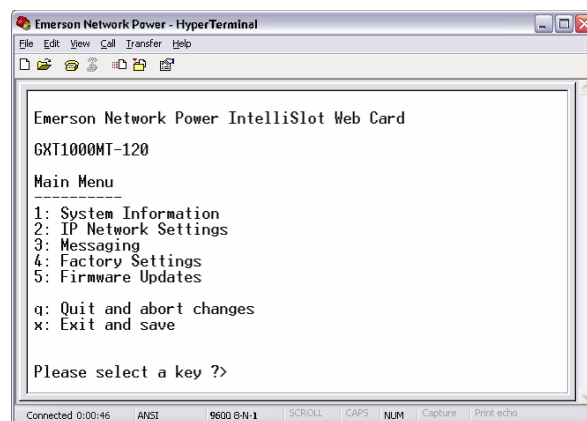 Emerson Network Power - HyperTerminal
File Edit View Call Transfer Help
Emerson Network Power IntelliSlot Web Card
GXT1000MT-120
Main Menu
----------
1: System Information
2: IP Network Settings
3: Messaging
4: Factory Settings
5: Firmware Updates
q: Quit and abort changes
x: Exit and save
Please select a key ?>
Connected 0:00:46 ANSI 9600 8-N-1 SCROLL CAPS NUM Capture Print echo